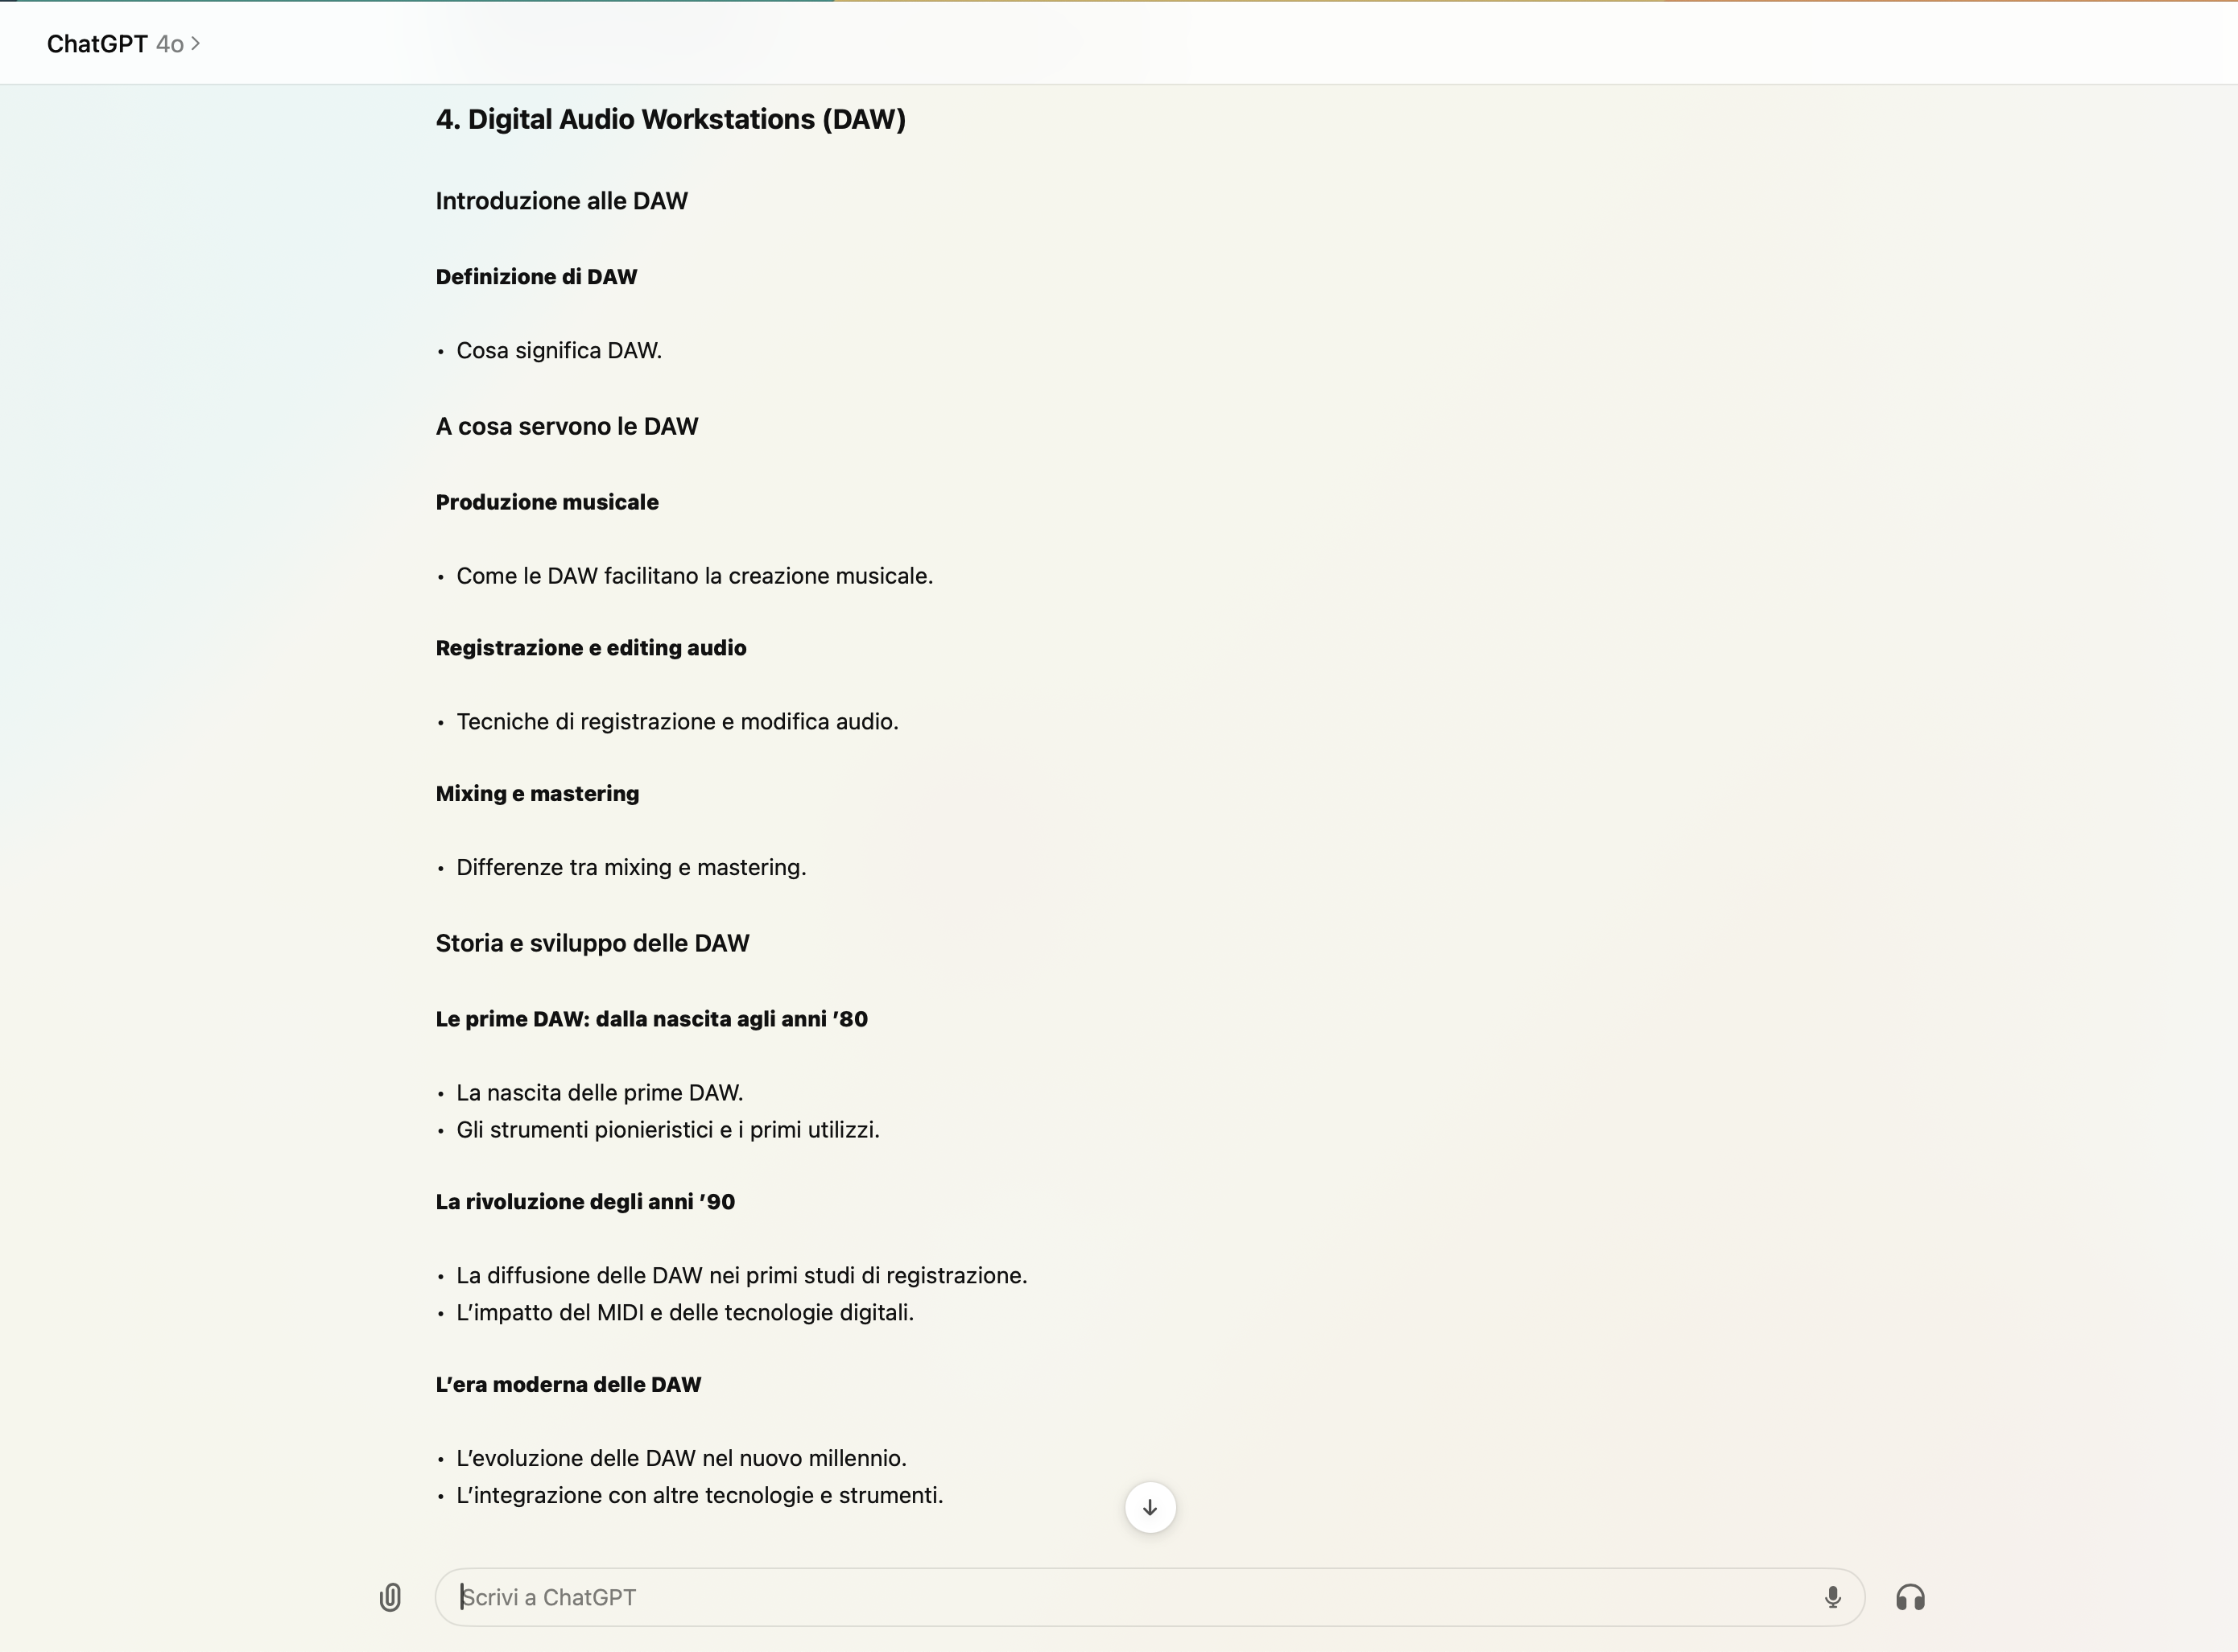 ChatGPT 4o >
4. Digital Audio Workstations (DAW)
Introduzione alle DAW
Definizione di DAW
• Cosa significa DAW.
A cosa servono le DAW
Produzione musicale
• Come le DAW facilitano la creazione musicale.
Registrazione e editing audio
• Tecniche di registrazione e modifica audio.
Mixing e mastering
• Differenze tra mixing e mastering.
Storia e sviluppo delle DAW
Le prime DAW: dalla nascita agli anni ’80
• La nascita delle prime DAW.
• Gli strumenti pionieristici e i primi utilizzi.
La rivoluzione degli anni ’90
• La diffusione delle DAW nei primi studi di registrazione.
• L’impatto del MIDI e delle tecnologie digitali.
L’era moderna delle DAW
• L’evoluzione delle DAW nel nuovo millennio.
• L’integrazione con altre tecnologie e strumenti.
Scrivi a ChatGPT